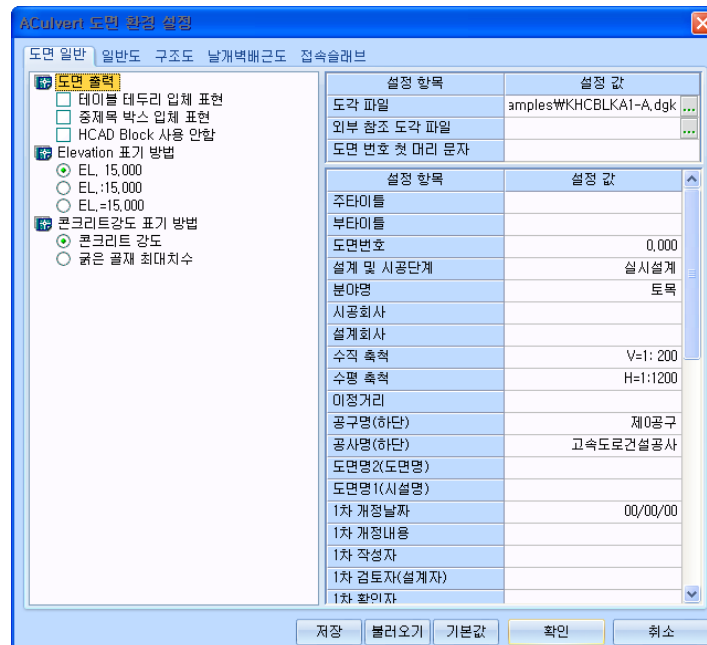 ACulvert 도면 환경 설정
도면 일반 일반도 구조도 날개벽배근도 접속슬래브
도면 출력
테이블 테두리 입체 표현
중제목 박스 입체 표현
HCAD Block 사용 안함
Elevation 표기 방법
EL. 15,000
EL.:15,000
EL.=15,000
콘크리트강도 표기 방법
콘크리트 강도
굵은 골재 최대치수
설정 항목 설정 값
도각 파일 amples₩KHCBLKA1-A.dgk ...
외부 참조 도각 파일 ...
도면 번호 첫 머리 문자
설정 항목 설정 값
주타이틀
부타이틀
도면번호 0,000
설계 및 시공단계 실시설계
분야명 토목
시공회사
설계회사
수직 축척 V=1: 200
수평 축척 H=1:1200
이정거리
공구명(하단) 제0공구
공사명(하단) 고속도로건설공사
도면명2(도면명)
도면명1(시설명)
1차 개정날짜 00/00/00
1차 개정내용
1차 작성자
1차 검토자(설계자)
1차 확인자
저장 불러오기 기본값 확인 취소